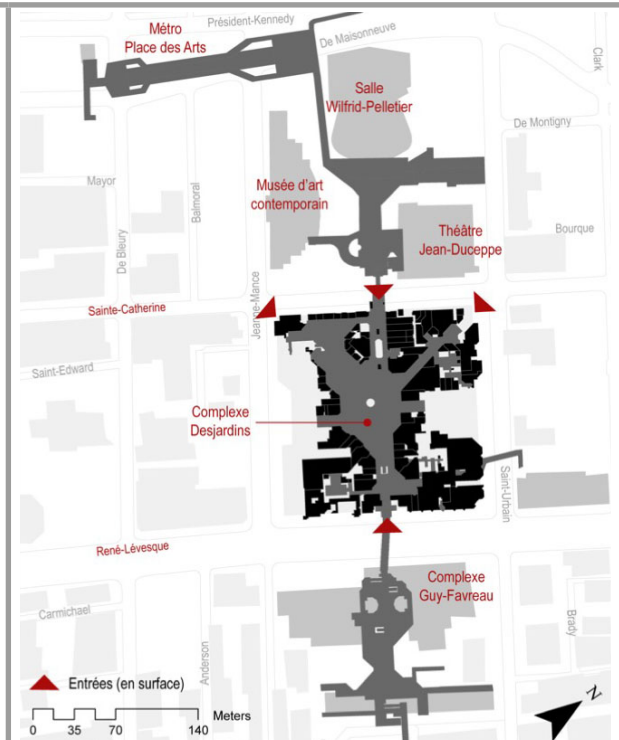 Président-Kennedy
Métro
Place des Arts
De Maisonneuve
Clark
Salle
Wilfrid-Pelletier
De Montigny
Mayor
Balmoral
De Bleury
Musée d'art
contemporain
Théâtre
Jean-Duceppe
Bourque
Jeanne-Mance
Sainte-Catherine
Saint-Edward
Complexe
Desjardins
Saint-Urbain
René-Lévesque
Complexe
Guy-Favreau
Carmichael
Anderson
Brady
Entrées (en surface)
N
0 35 70 140 Meters